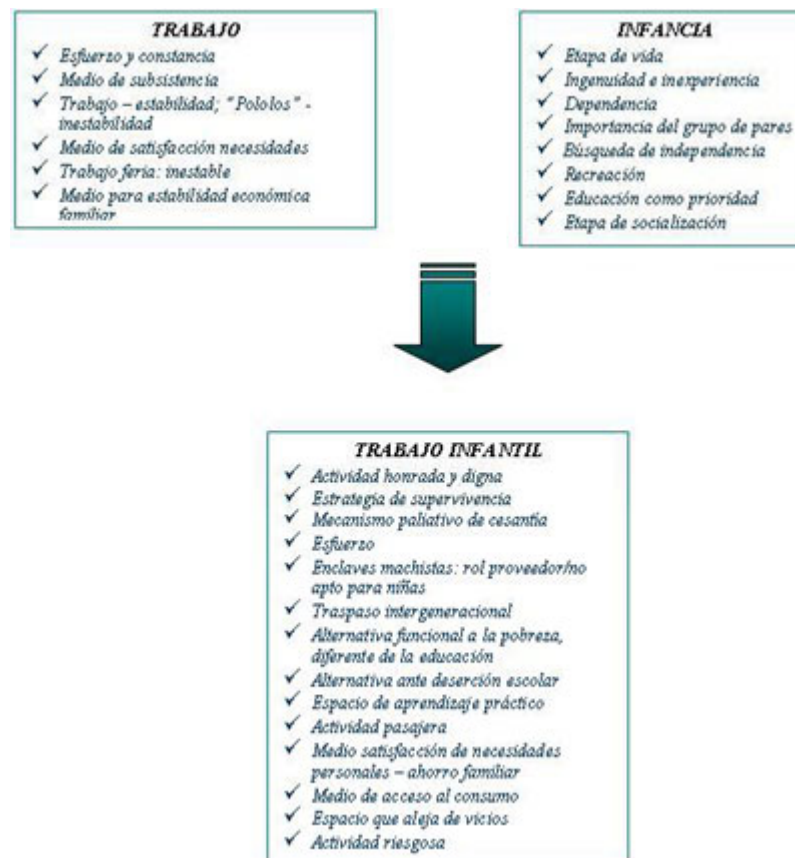 TRABAJO
Esfuerzo y constancia
Medio de subsistencia
Trabajo – estabilidad; "Pololos" -
inestabilidad
Medio de satisfacción necesidades
Trabajo feria: inestable
Medio para estabilidad económica
familiar
INFANCIA
Etapa de vida
Ingenuidad e inexperiencia
Dependencia
Importancia del grupo de pares
Búsqueda de independencia
Recreación
Educación como prioridad
Etapa de socialización
TRABAJO INFANTIL
Actividad honrada y digna
Estrategia de supervivencia
Mecanismo paliativo de cesantía
Esfuerzo
Enclaves machistas: rol proveedor/no
apto para niñas
Traspaso intergeneracional
Alternativa funcional a la pobreza,
diferente de la educación
Alternativa ante deserción escolar
Espacio de aprendizaje práctico
Actividad pasajera
Medio satisfacción de necesidades
personales – ahorro familiar
Medio de acceso al consumo
Espacio que aleja de vicios
Actividad riesgosa